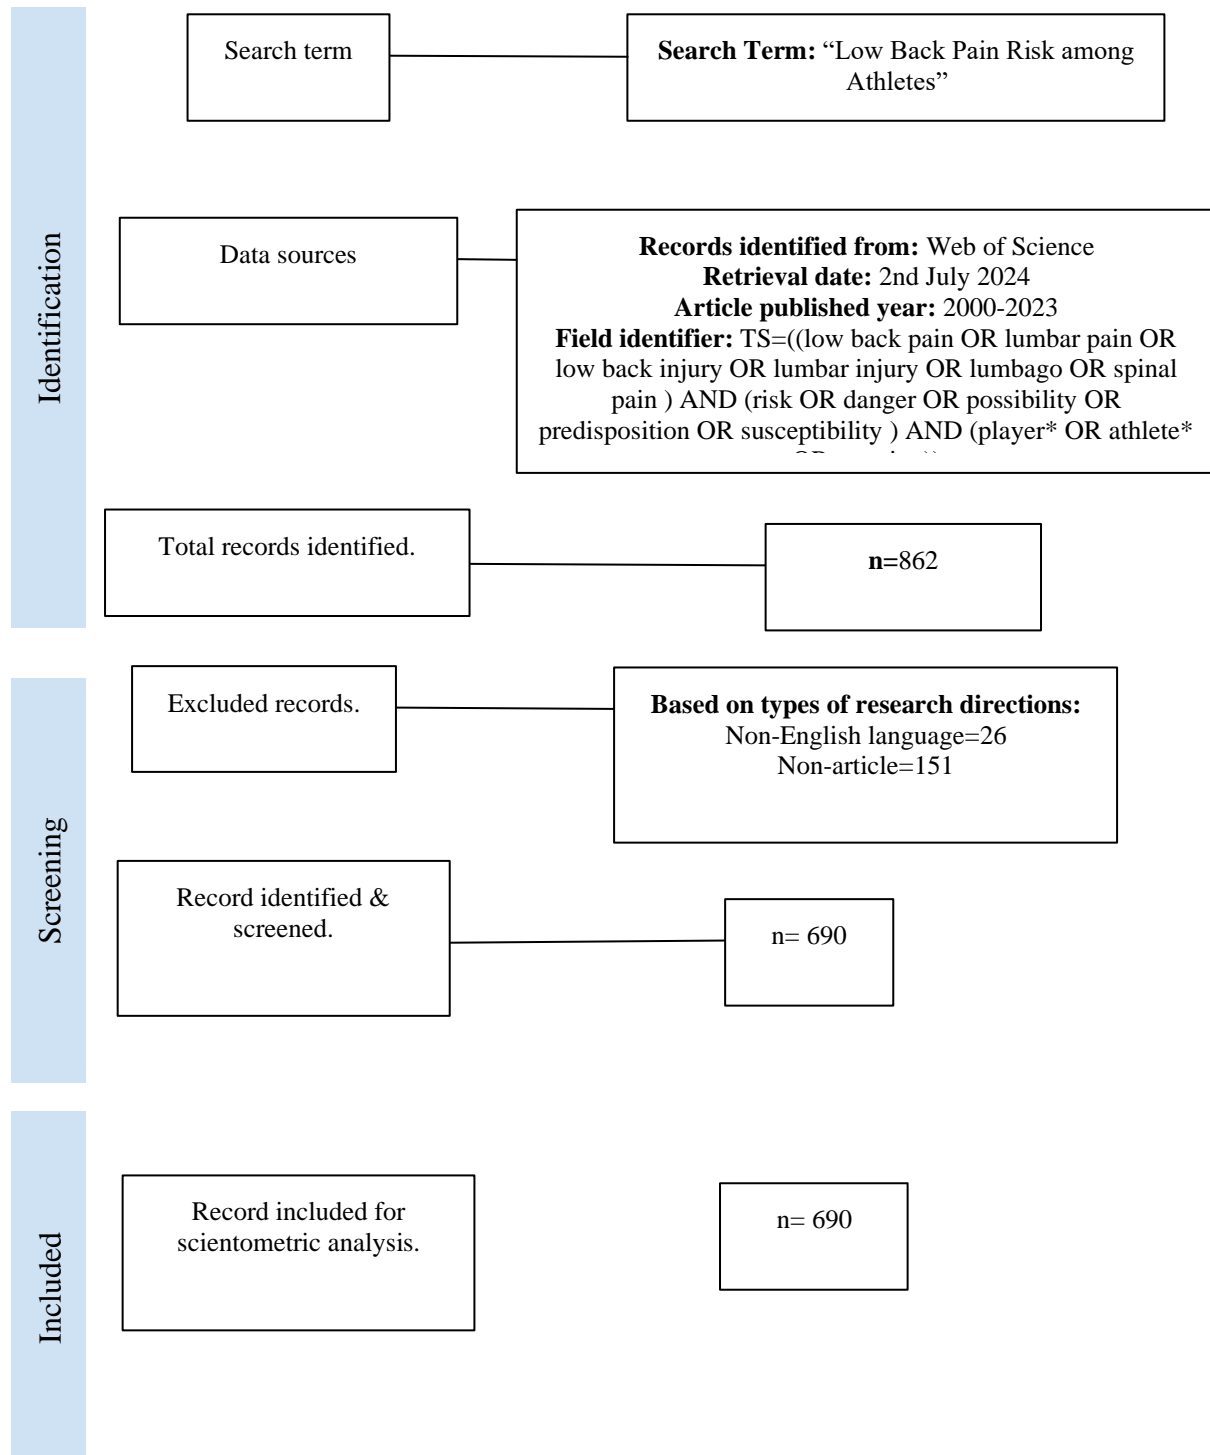 Identification
Search term
Search Term: “Low Back Pain Risk among
Athletes”
Data sources
Records identified from: Web of Science
Retrieval date: 2nd July 2024
Article published year: 2000-2023
Field identifier: TS=((low back pain OR lumbar pain OR
low back injury OR lumbar injury OR lumbago OR spinal
pain ) AND (risk OR danger OR possibility OR
predisposition OR susceptibility ) AND (player* OR athlete*
Total records identified.
n=862
Screening
Excluded records.
Based on types of research directions:
Non-English language=26
Non-article=151
Record identified &
screened.
n= 690
Included
Record included for
scientometric analysis.
n= 690